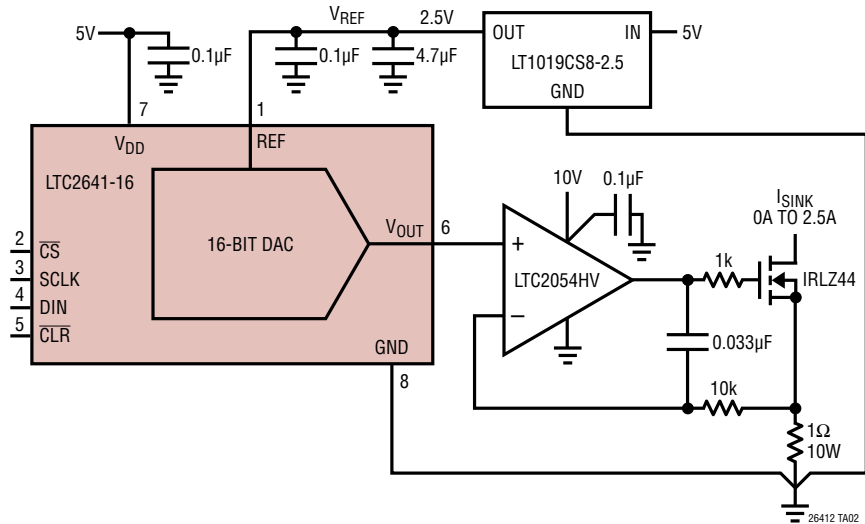 VREF
2.5V
5V
0.1µF
0.1µF
4.7µF
OUT
IN
5V
LT1019CS8-2.5
GND
7
1
VDD
REF
LTC2641-16
16-BIT DAC
VOUT
6
2
CS
3
SCLK
4
DIN
5
CLR
GND
8
10V
0.1µF
+
LTC2054HV
−
ISINK
0A TO 2.5A
1k
IRLZ44
0.033µF
10k
1Ω
10W
26412 TA02